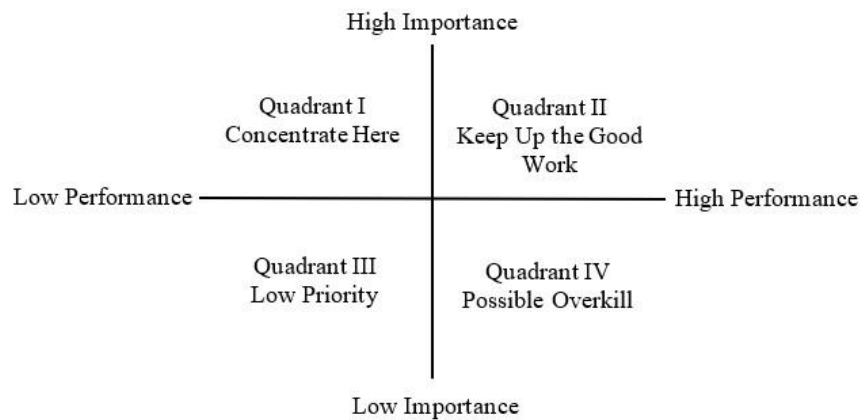 High Importance
Quadrant I
Concentrate Here
Quadrant II
Keep Up the Good
Work
Low Performance
High Performance
Quadrant III
Low Priority
Quadrant IV
Possible Overkill
Low Importance